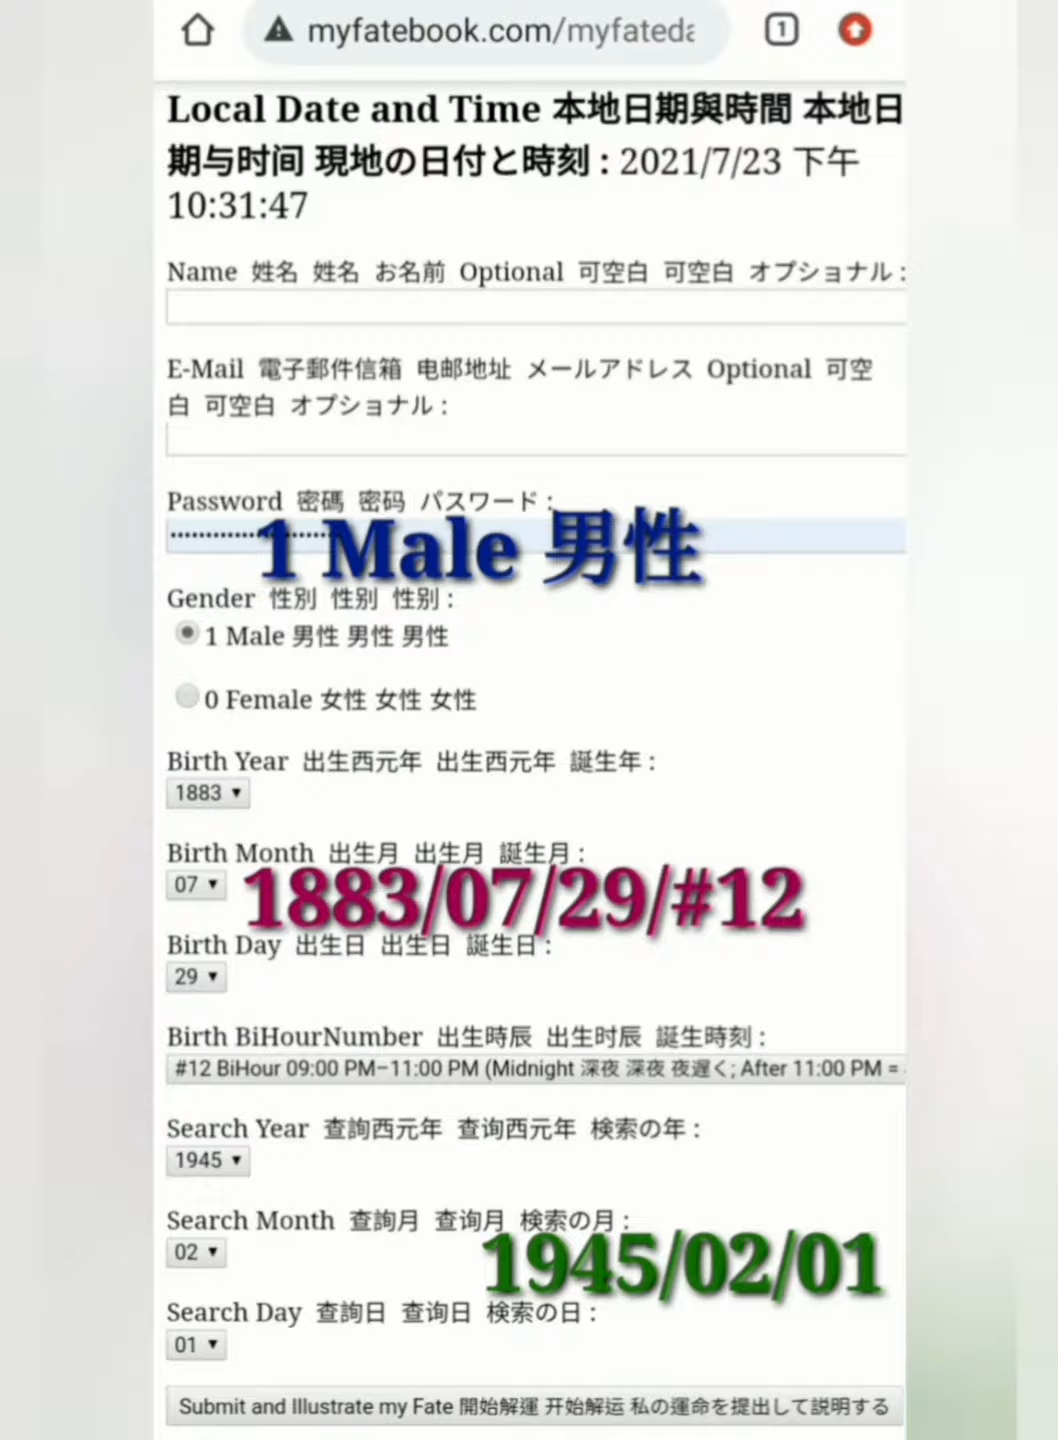 myfatebook.com/myfateda
1
Local Date and Time 本地日期與時間 本地日
期与时间 現地の日付と時刻 : 2021/7/23 下午
10:31:47
Name 姓名 姓名 お名前 Optional 可空白 可空白 オプショナル :
E-Mail 電子郵件信箱 电邮地址 メールアドレス Optional 可空
白 可空白 オプショナル :
Password 密碼 密码 パスワード :
1 Male 男性
Gender 性別 性别 性别 :
1 Male 男性 男性 男性
0 Female 女性 女性 女性
Birth Year 出生西元年 出生西元年 誕生年 :
1883
Birth Month 出生月 出生月 誕生月 :
07
1883/07/29/#12
Birth Day 出生日 出生日 誕生日 :
29
Birth BiHourNumber 出生時辰 出生时辰 誕生時刻 :
#12 BiHour 09:00 PM-11:00 PM (Midnight 深夜 深夜 夜遅く; After 11:00 PM =
Search Year 查詢西元年 查询西元年 検索の年 :
1945
Search Month 查詢月 查询月 検索の月 :
02
1945/02/01
Search Day 查詢日 查询日 検索の日 :
01
Submit and Illustrate my Fate 開始解運 开始解运 私の運命を提出して説明する